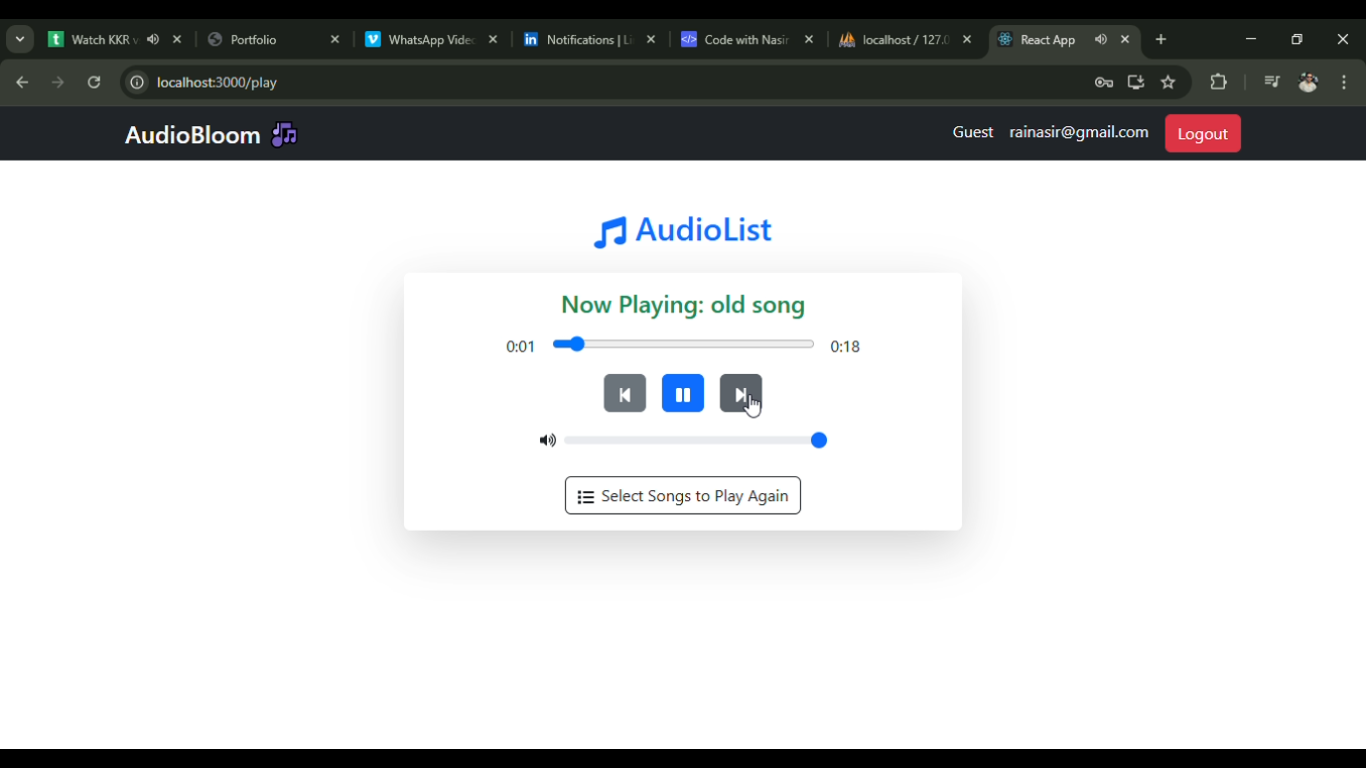 Watch KKR v
Portfolio
WhatsApp Vide
Notifications | Li
Code with Nasir
localhost / 127.0
React App
localhost:3000/play
AudioBloom
Guest rainasir@gmail.com Logout
AudioList
Now Playing: old song
0:01 0:18
Select Songs to Play Again